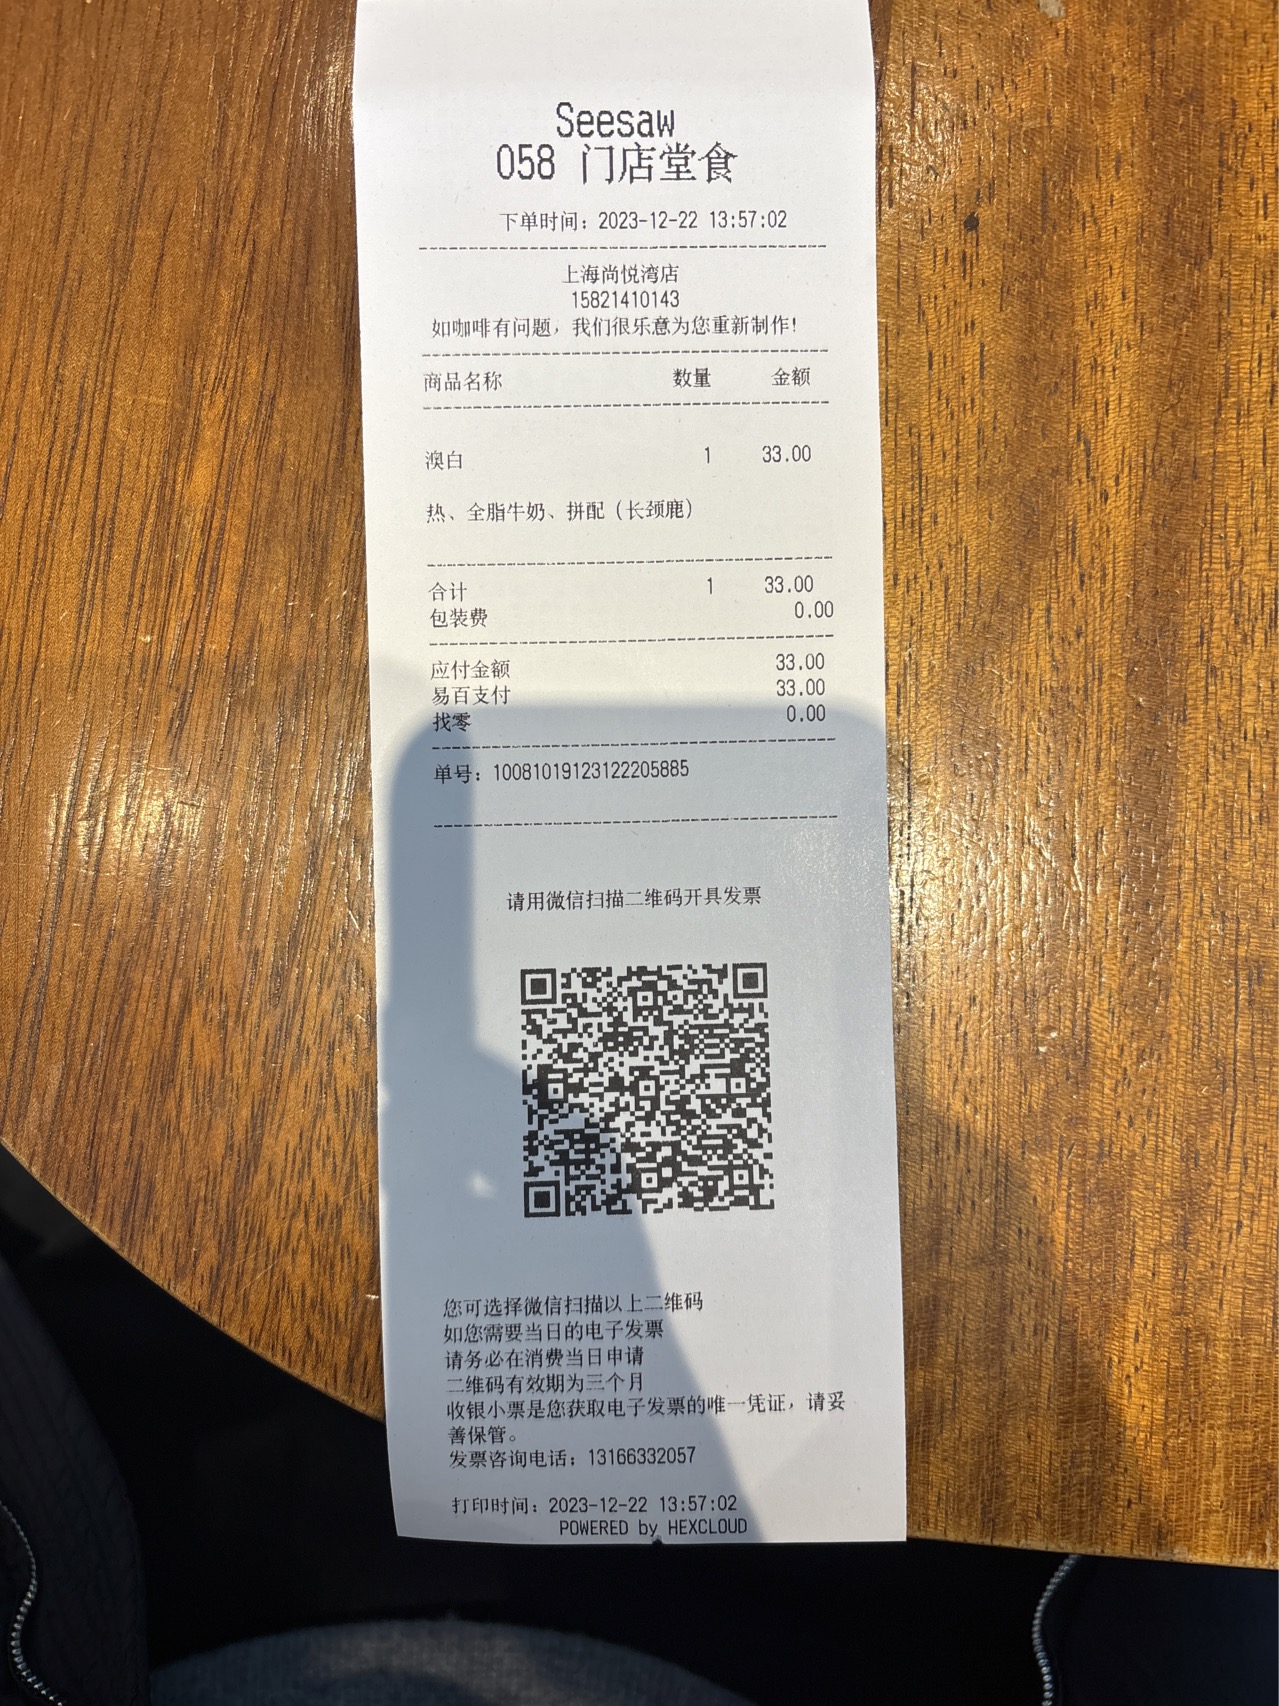 Seesaw
058 门店堂食
下单时间：2023-12-22 13:57:02
上海尚悦湾店
15821410143
如咖啡有问题，我们很乐意为您重新制作！
商品名称 数量 金额
澳白 1 33.00
热、全脂牛奶、拼配（长颈鹿）
合计 1 33.00
包装费 0.00
应付金额 33.00
易百支付 33.00
找零 0.00
单号：10081019123122205885
请用微信扫描二维码开具发票
您可选择微信扫描以上二维码
如您需要当日的电子发票
请务必在消费当日申请
二维码有效期为三个月
收银小票是您获取电子发票的唯一凭证，请妥
善保管。
发票咨询电话：13166332057
打印时间：2023-12-22 13:57:02
POWERED by HEXCLOUD